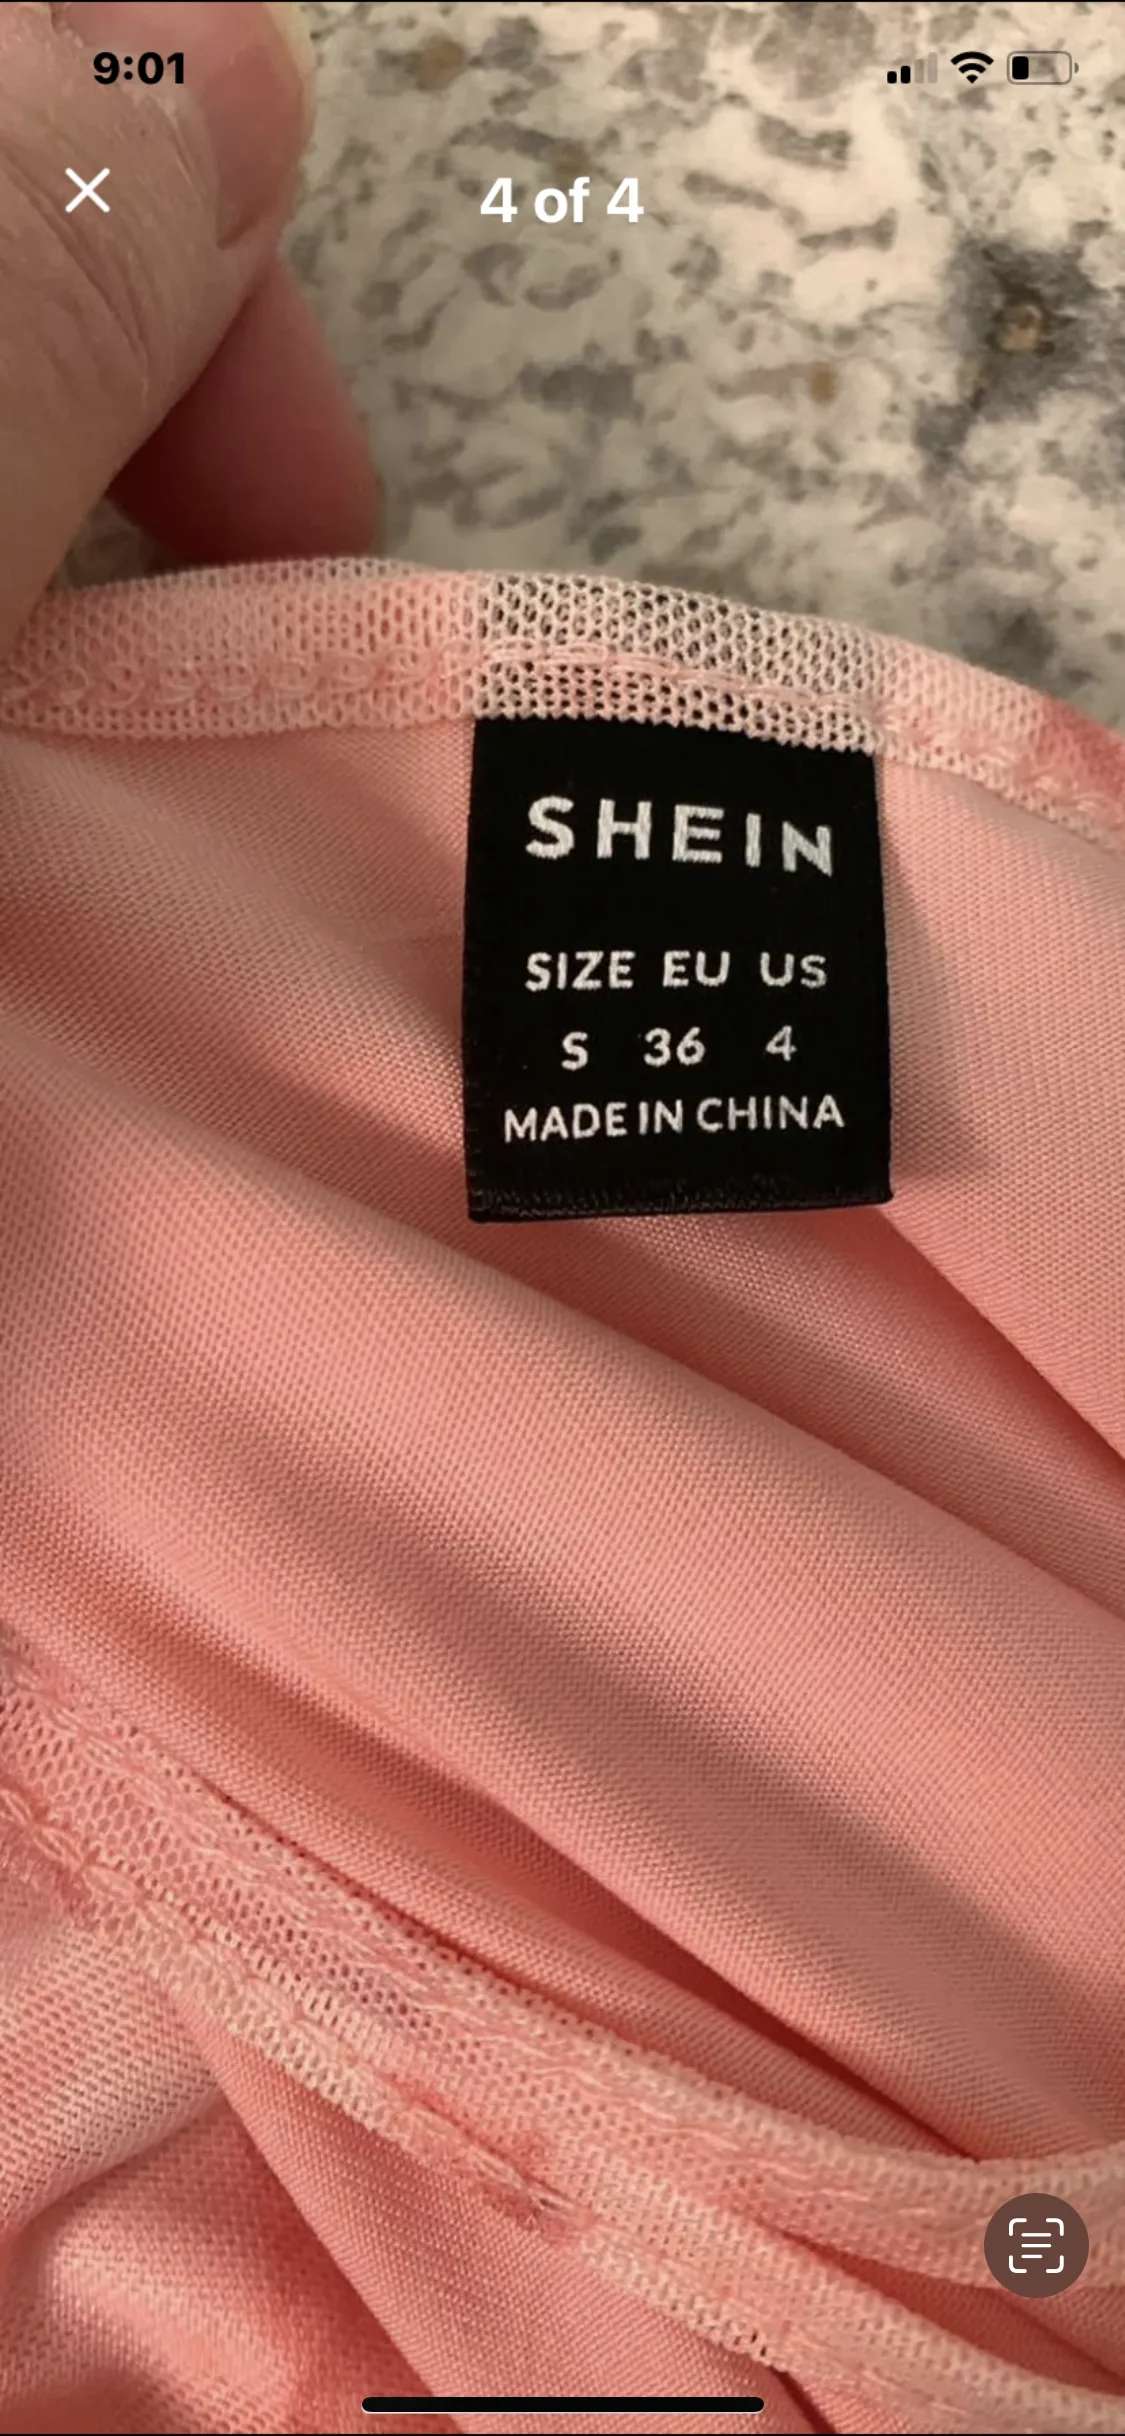 9:01
4 of 4
SHEIN
SIZE EU US
S 36 4
MADE IN CHINA